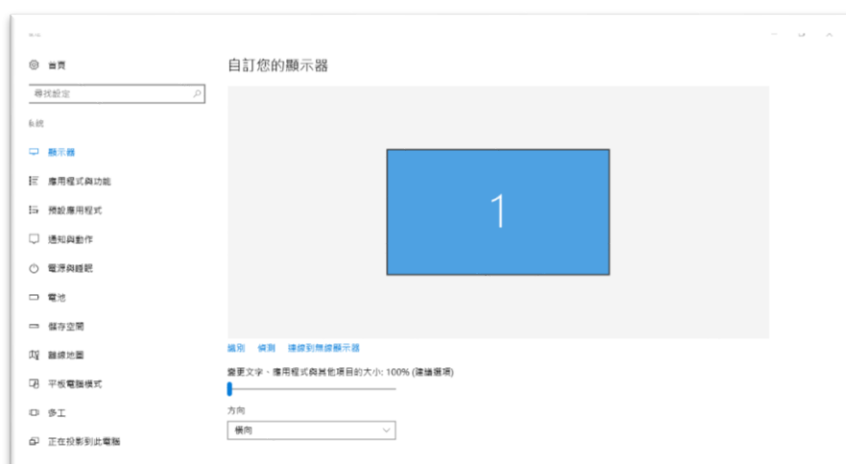 設定
首頁
尋找設定
系統
顯示器
應用程式與功能
預設應用程式
通知與動作
電源與睡眠
電池
儲存空間
離線地圖
平板電腦模式
多工
正在投影到此電腦
自訂您的顯示器
1
識別 偵測 連線到無線顯示器
變更文字、應用程式與其他項目的大小: 100% (建議選項)
方向
橫向